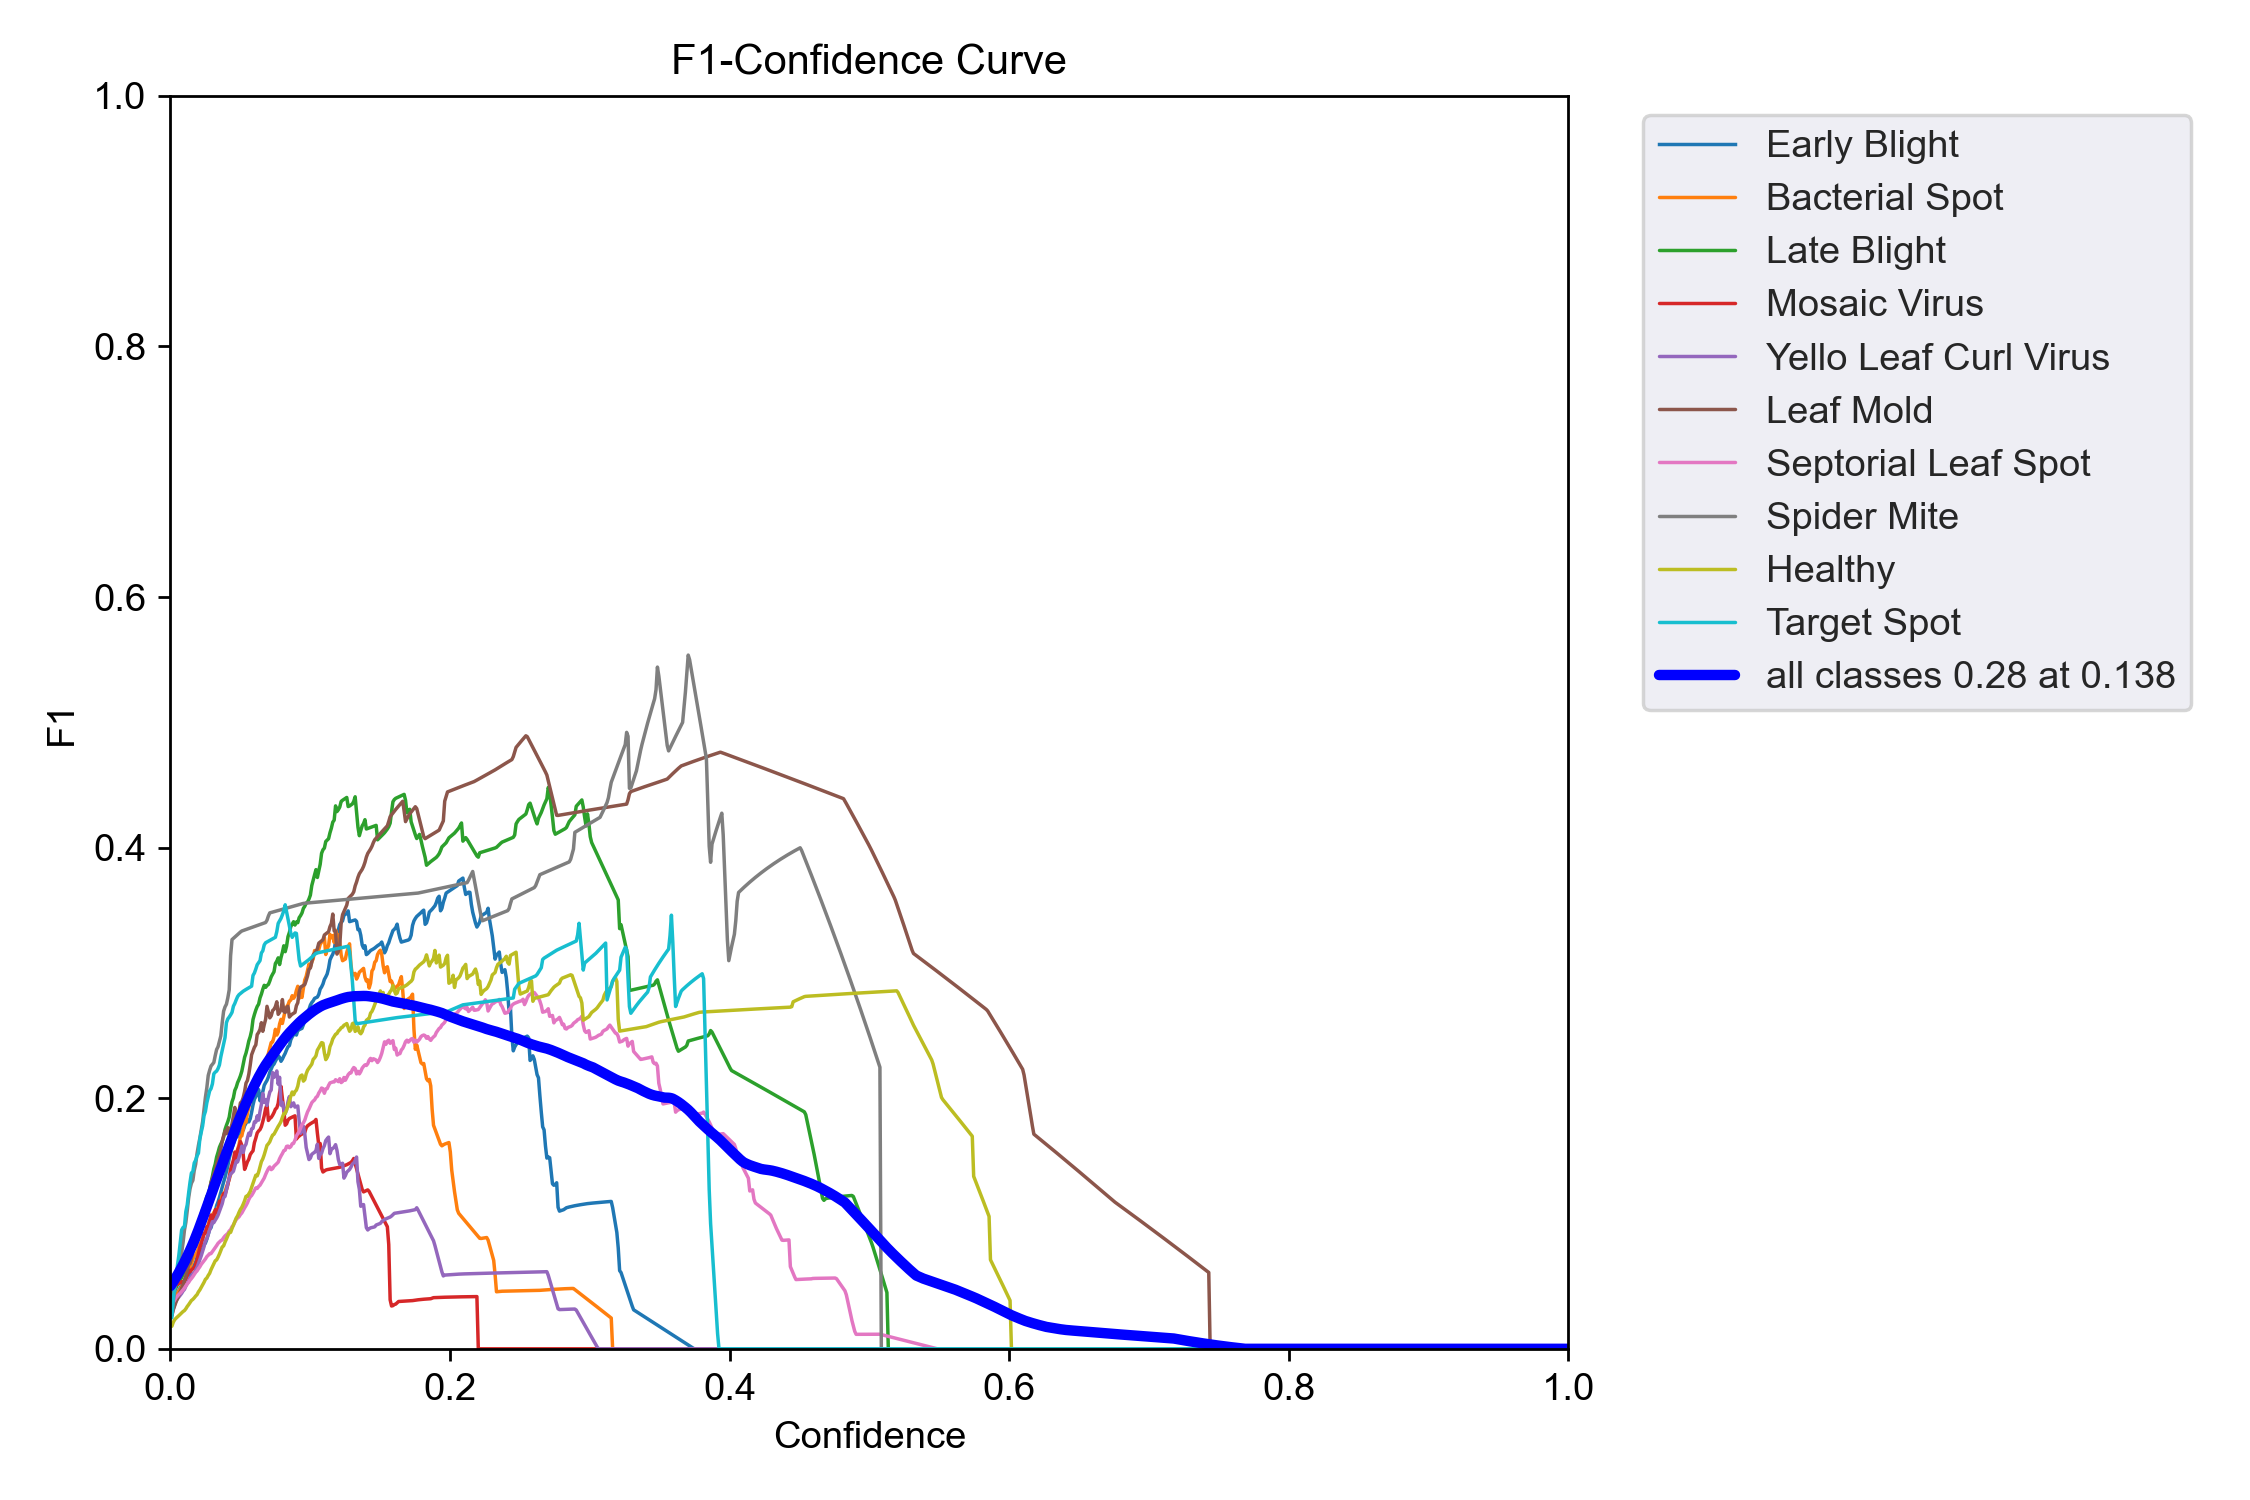 F1-Confidence Curve
1.0
0.8
0.6
0.4
0.2
0.0
F1
0.0 0.2 0.4 0.6 0.8 1.0
Confidence
Early Blight
Bacterial Spot
Late Blight
Mosaic Virus
Yello Leaf Curl Virus
Leaf Mold
Septorial Leaf Spot
Spider Mite
Healthy
Target Spot
all classes 0.28 at 0.138